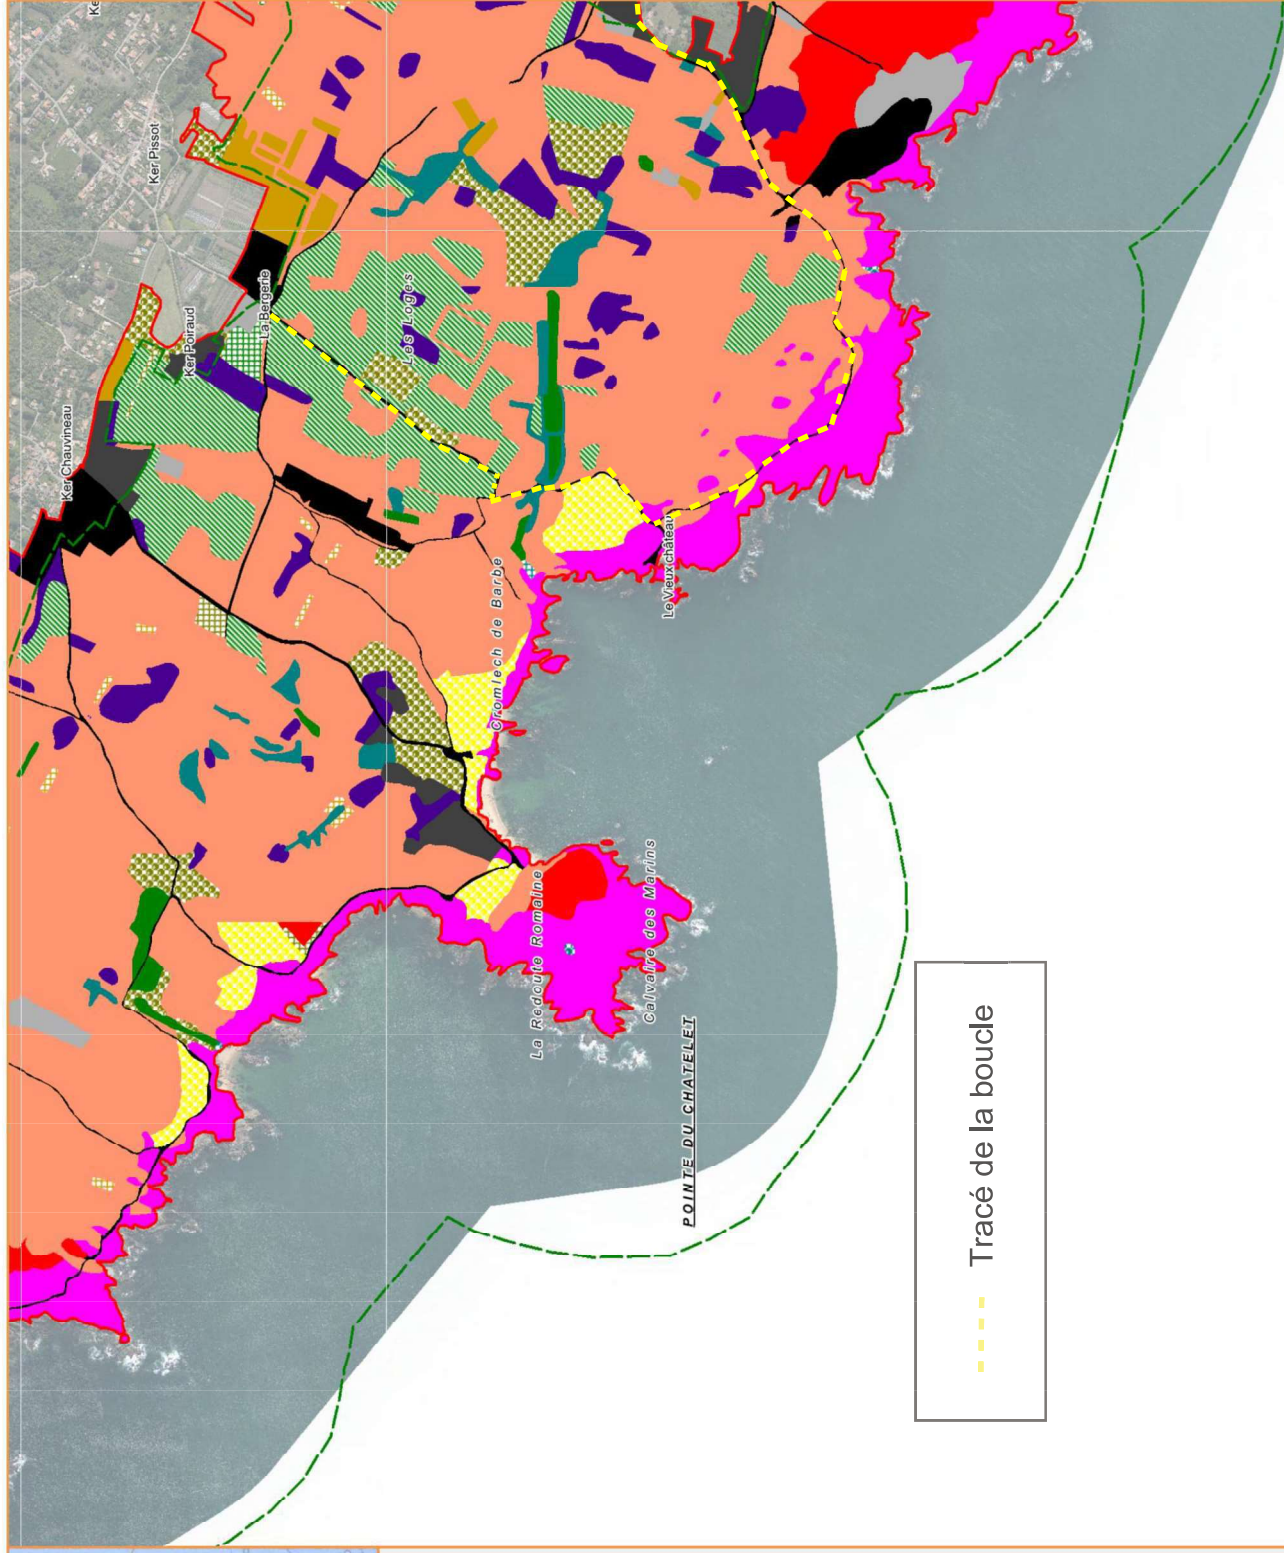 Ke
Ker Pissot
Ker Poiraud
La Bergerie
Ker Chauvineau
Les Loges
Le Vieux château
Cromlech de Barbe
La Redoute Romaine
Calvaire des Marins
POINTE DU CHATELET
Tracé de la boucle